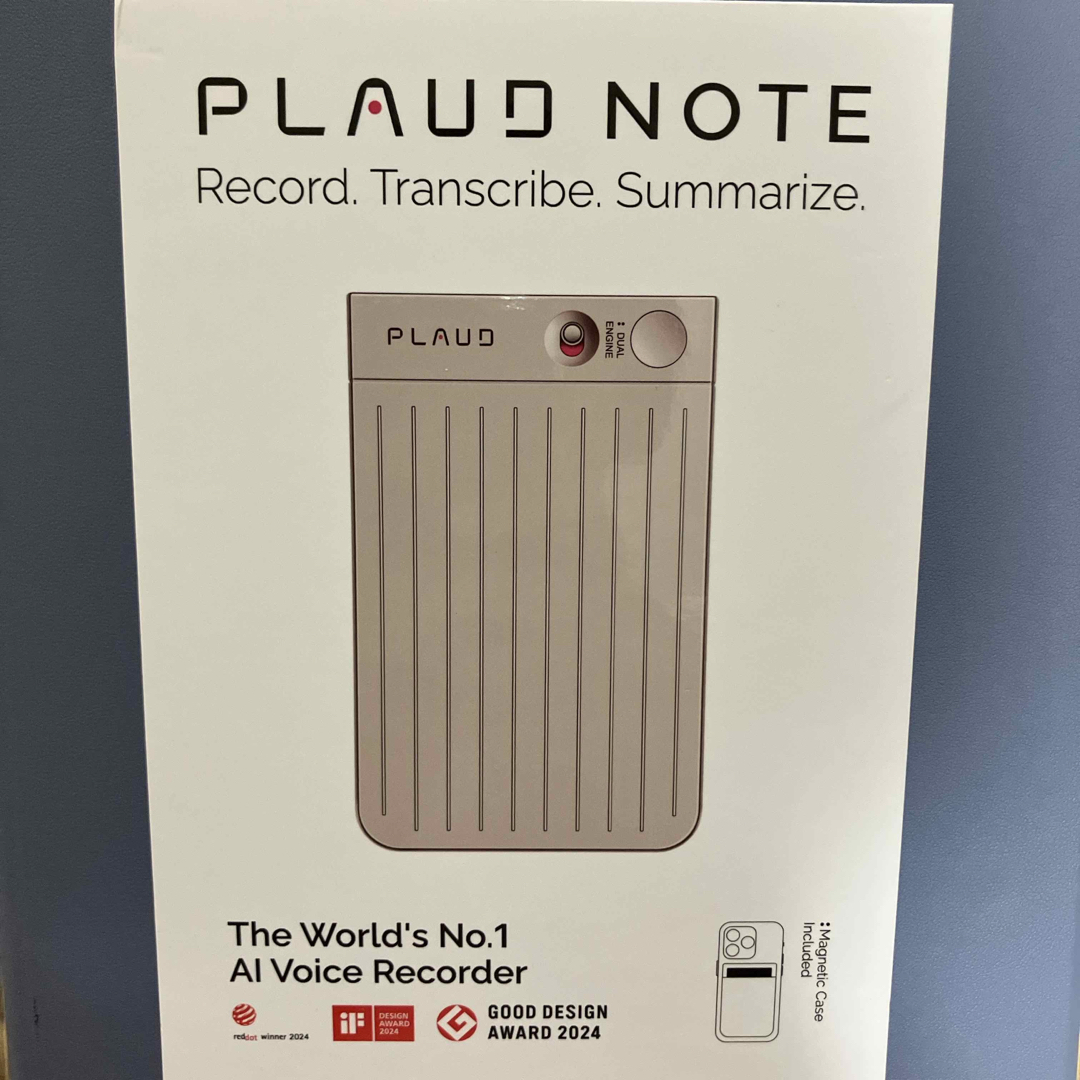 PLAUD NOTE
Record. Transcribe. Summarize.
PLAUD
: DUAL
ENGINE
The World's No.1
AI Voice Recorder
: Magnetic Case
Included
reddot winner 2024
iF
DESIGN
AWARD
2024
GOOD DESIGN
AWARD 2024